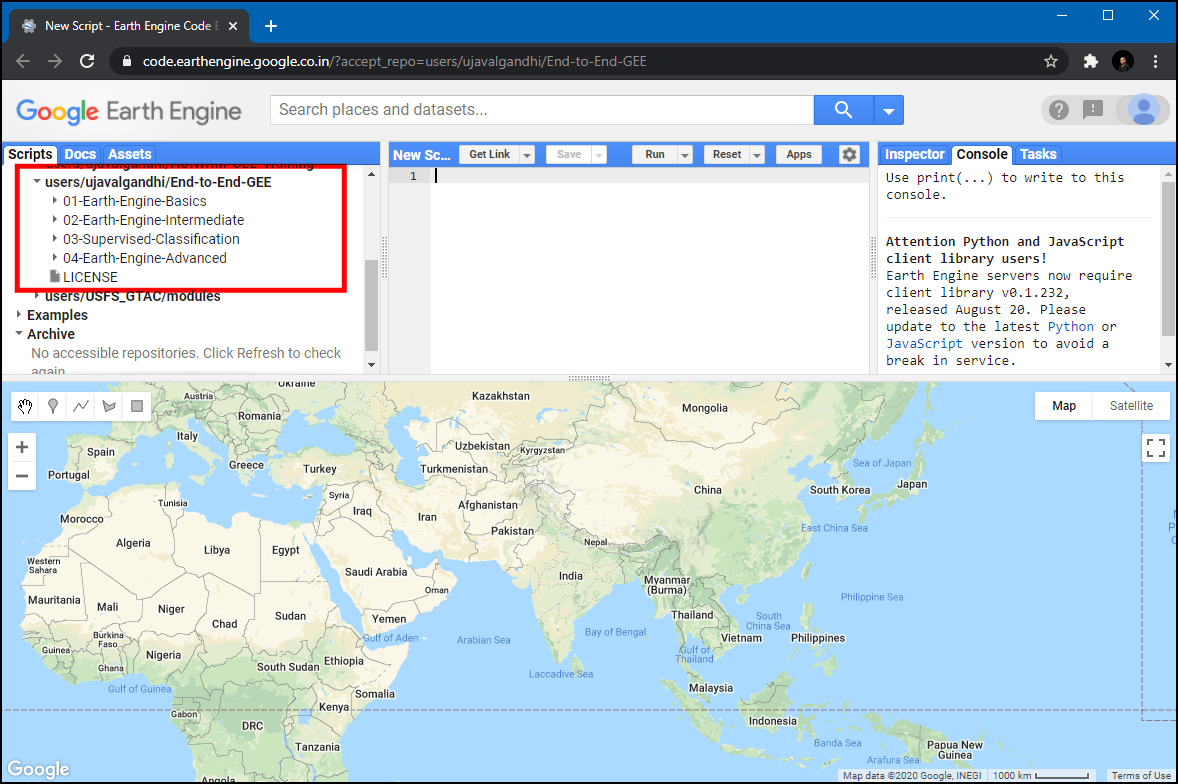 New Script - Earth Engine Code E
code.earthengine.google.co.in/?accept_repo=users/ujavalgandhi/End-to-End-GEE
Google Earth Engine
Search places and datasets...
Scripts Docs Assets
users/ujavalgandhi/End-to-End-GEE
01-Earth-Engine-Basics
02-Earth-Engine-Intermediate
03-Supervised-Classification
04-Earth-Engine-Advanced
LICENSE
users/USFS_GTAC/modules
Examples
Archive
No accessible repositories. Click Refresh to check
again.
New Sc...
Get Link
Save
Run
Reset
Apps
1
Inspector Console Tasks
Use print(...) to write to this
console.
Attention Python and JavaScript
client library users!
Earth Engine servers now require
client library v0.1.232,
released August 20. Please
update to the latest Python or
JavaScript version to avoid a
break in service.
Map
Satellite
Ukraine
Austria
Kazakhstan
Mongolia
Romania
Italy
Spain
Uzbekistan
Kyrgyzstan
Greece
Turkey
Turkmenistan
Portugal
Sea of Japan
Japan
South Korea
China
Syria
Tunisia
Iraq
Iran
Afghanistan
Morocco
Pakistan
East China Sea
Algeria
Libya
Egypt
Nepal
Western
Sahara
Saudi Arabia
India
Myanmar
(Burma)
Oman
Mauritania
Mali
Niger
Chad
Sudan
Yemen
Thailand
Philippine Sea
South
China Sea
Gulf of Aden
Arabian Sea
Bay of Bengal
Vietnam
Philippines
Burkina
Faso
Guinea
Nigeria
Ghana
South Sudan
Ethiopia
Gulf of
Thailand
Laccadive Sea
Gulf of Guinea
Somalia
Malaysia
Gabon
Kenya
DRC
Indonesia
Tanzania
Banda Sea
Papua New
Guinea
Arafura Sea
Angola
Google
Map data ©2020 Google, INEGI
1000 km
Terms of Use